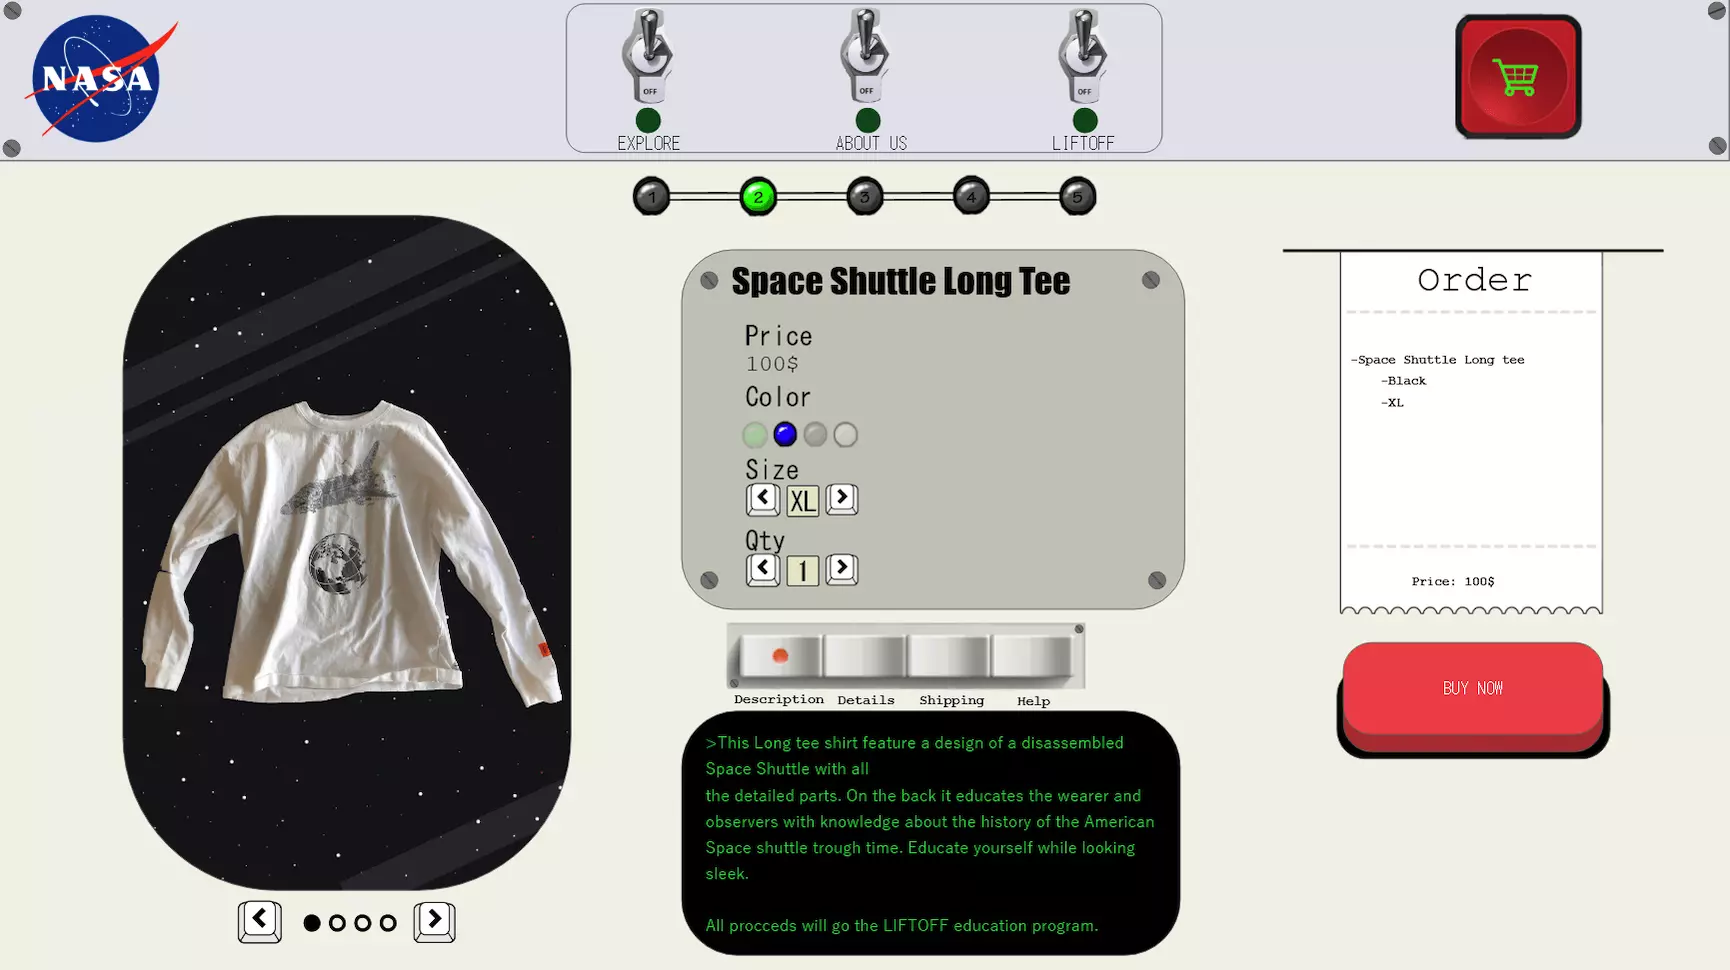 NASA
OFF
OFF
OFF
EXPLORE
ABOUT US
LIFTOFF
1
2
3
4
5
Space Shuttle Long Tee
Price
100$
Color
Size
< XL >
Qty
< 1 >
Description
Details
Shipping
Help
>This Long tee shirt feature a design of a disassembled
Space Shuttle with all
the detailed parts. On the back it educates the wearer and
observers with knowledge about the history of the American
Space shuttle trough time. Educate yourself while looking
sleek.
All procceds will go the LIFTOFF education program.
Order
-Space Shuttle Long tee
-Black
-XL
Price: 100$
BUY NOW